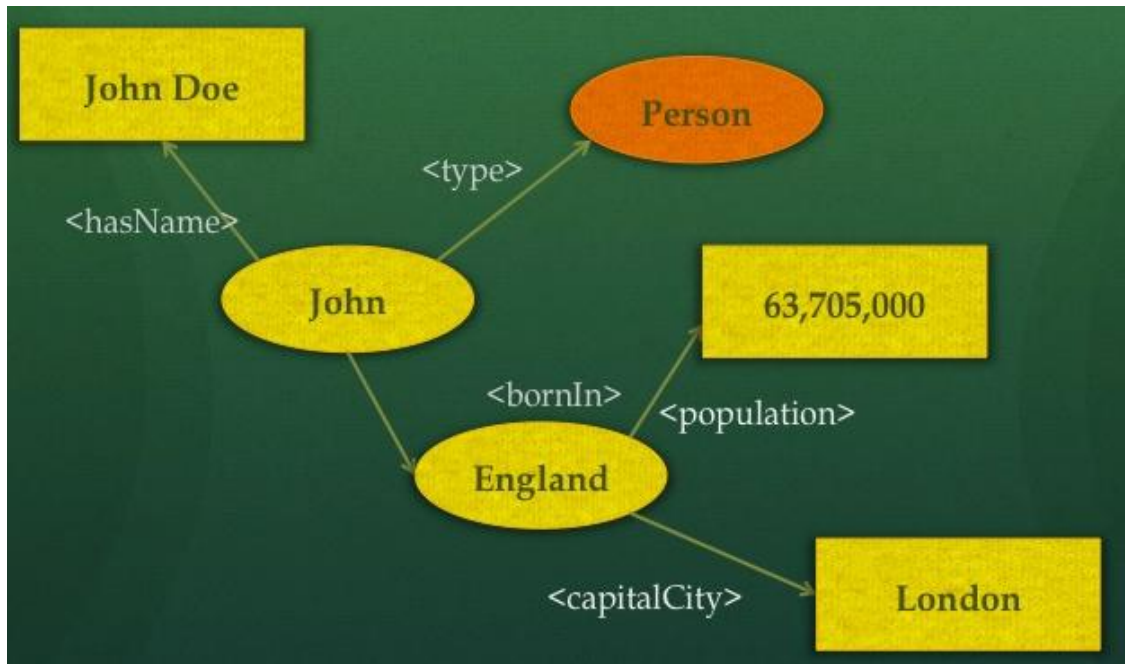 John Doe
Person
<type>
<hasName>
John
63,705,000
<bornIn>
<population>
England
<capitalCity>
London